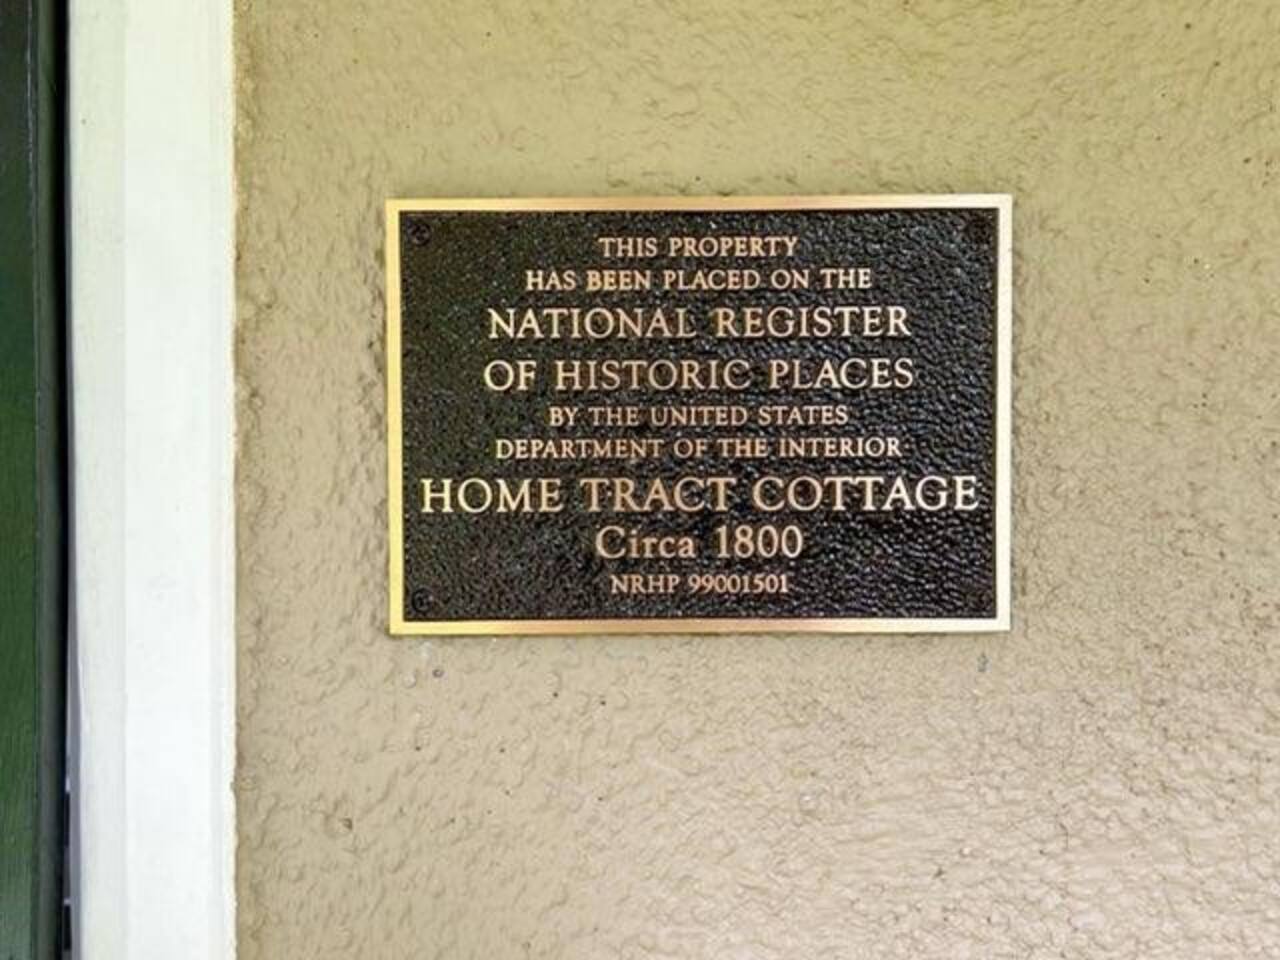 THIS PROPERTY
HAS BEEN PLACED ON THE
NATIONAL REGISTER
OF HISTORIC PLACES
BY THE UNITED STATES
DEPARTMENT OF THE INTERIOR
HOME TRACT COTTAGE
Circa 1800
NRHP 99001501